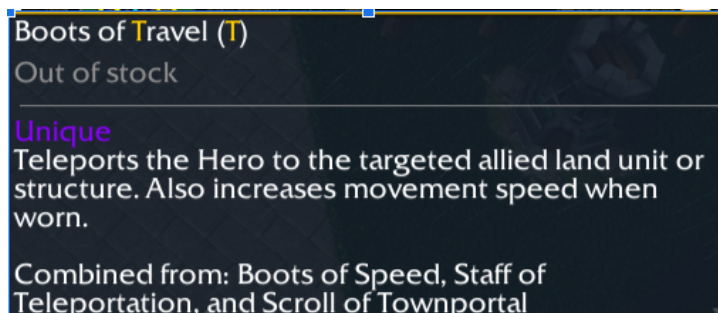 Boots of Travel (T)
Out of stock
Unique
Teleports the Hero to the targeted allied land unit or
structure. Also increases movement speed when
worn.
Combined from: Boots of Speed, Staff of
Teleportation, and Scroll of Townportal